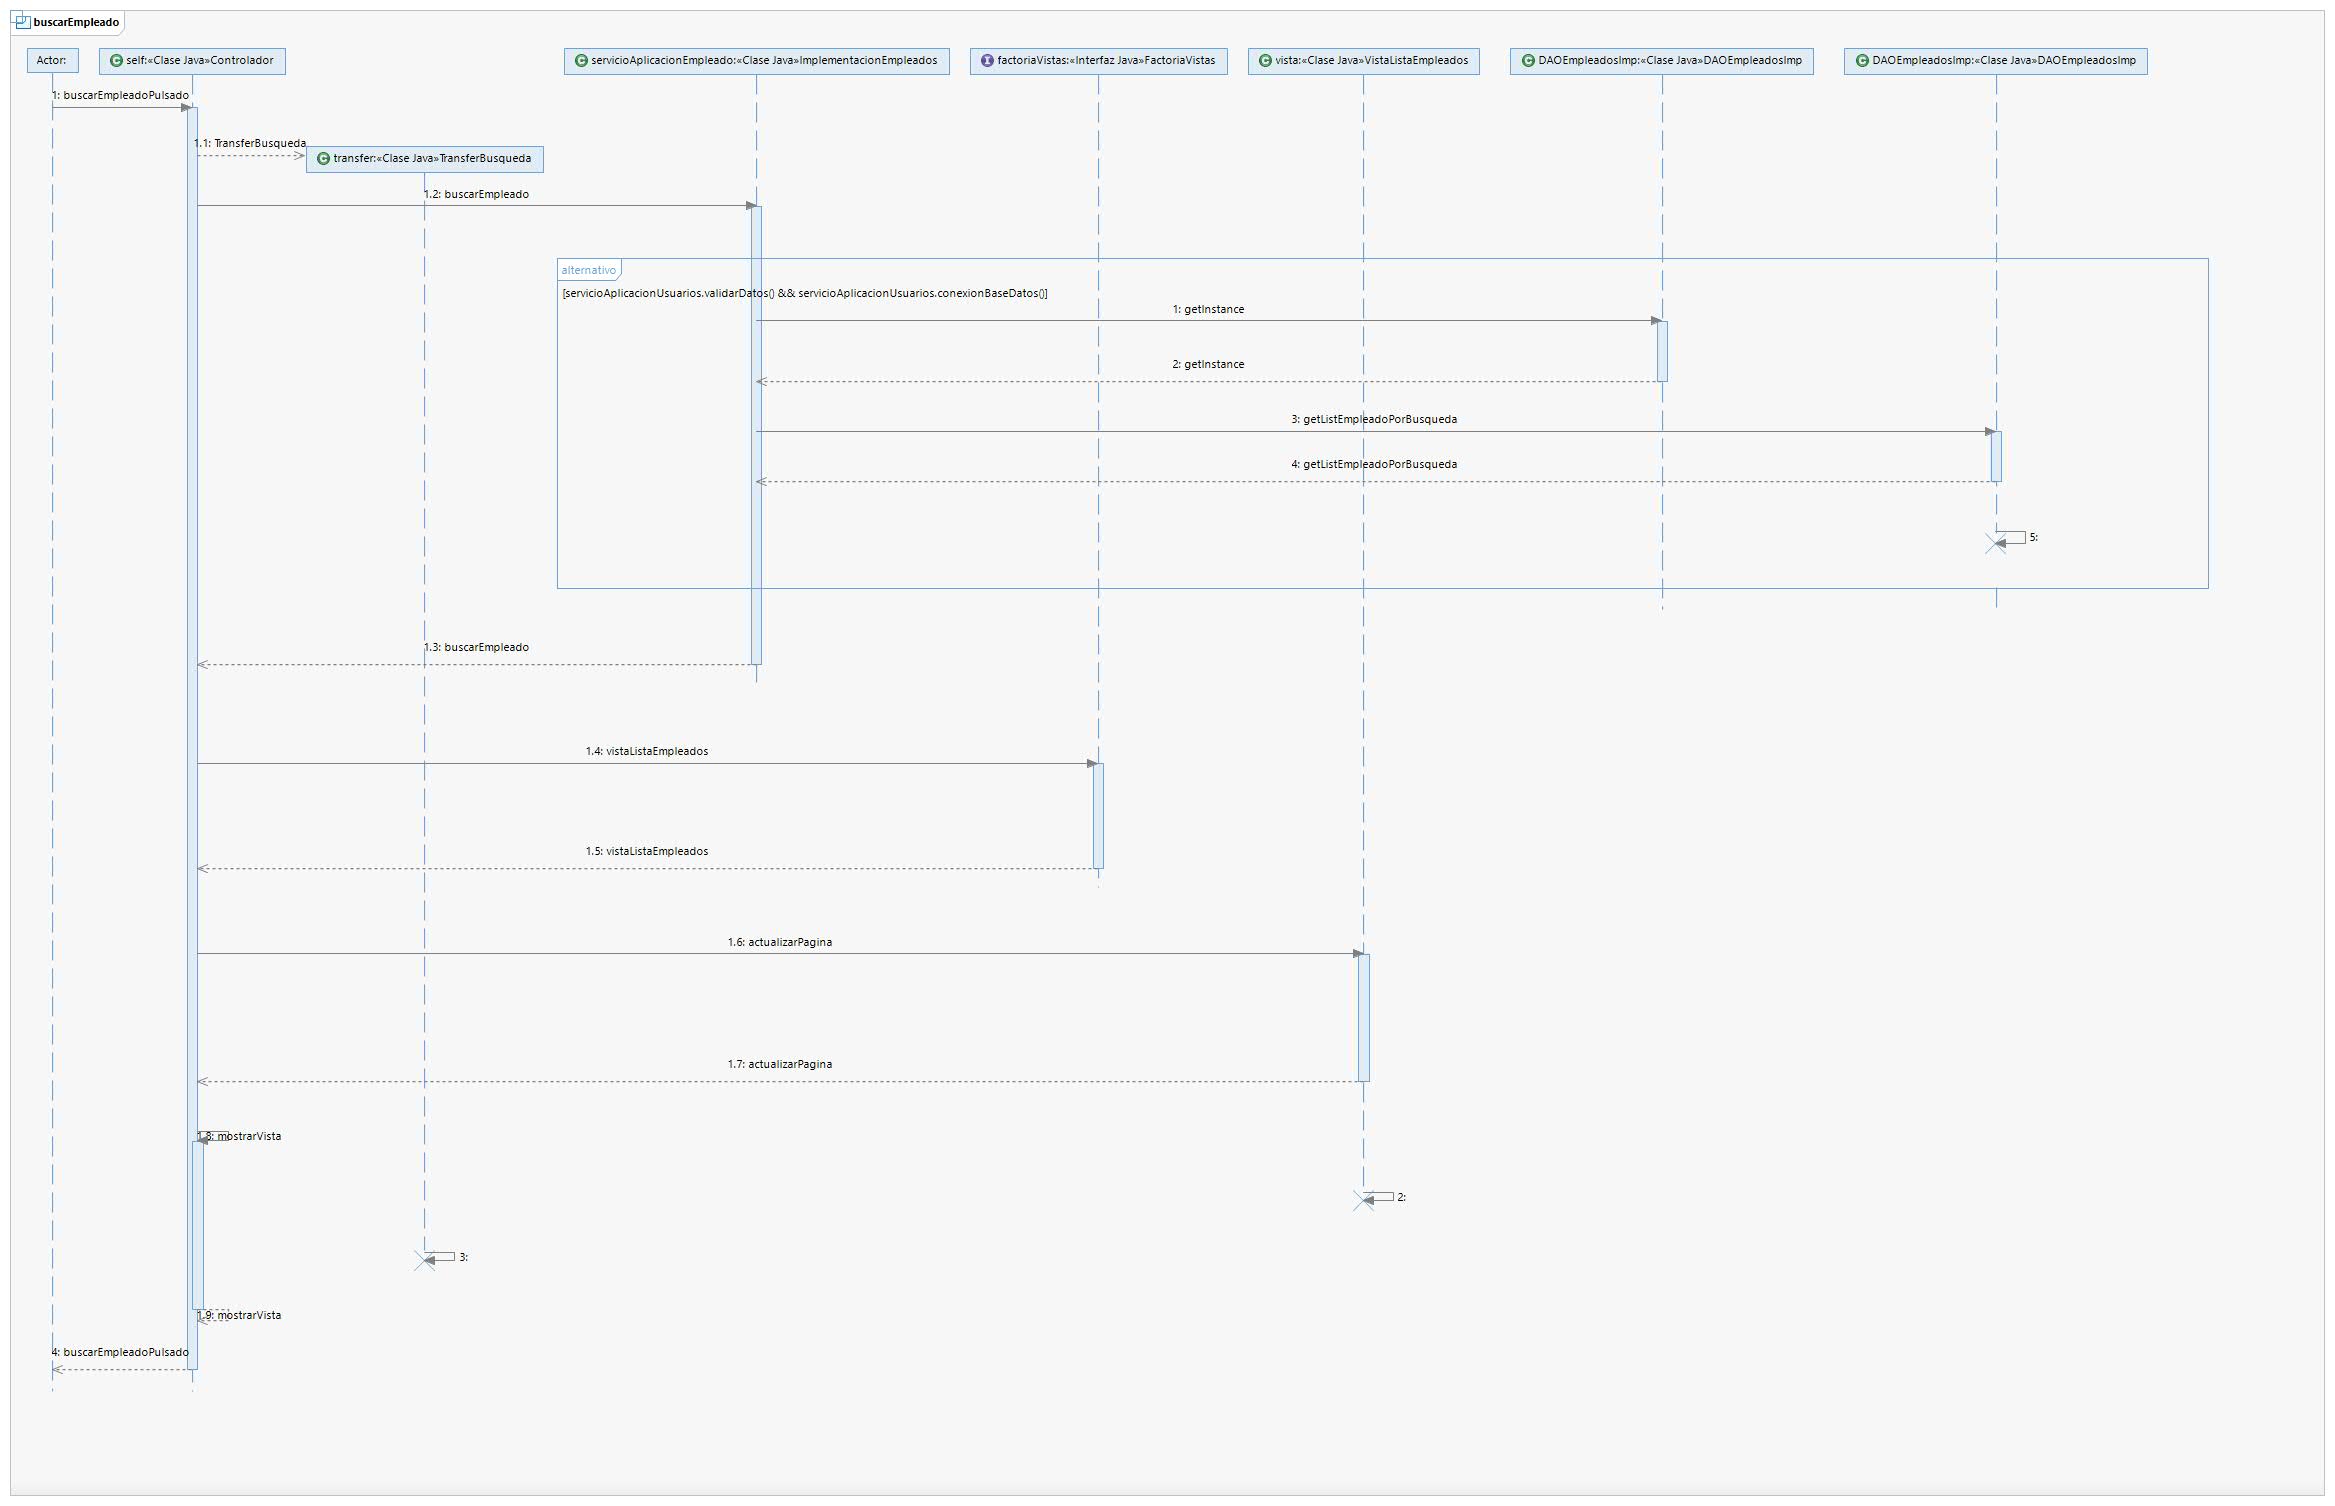 buscarEmpleado
Actor:
self:«Clase Java»Controlador
servicioAplicacionEmpleado:«Clase Java»ImplementacionEmpleados
factoriaVistas:«Interfaz Java»FactoriaVistas
vista:«Clase Java»VistaListaEmpleados
DAOEmpleadosImp:«Clase Java»DAOEmpleadosImp
DAOEmpleadosImp:«Clase Java»DAOEmpleadosImp
1: buscarEmpleadoPulsado
1.1: TransferBusqueda
transfer:«Clase Java»TransferBusqueda
1.2: buscarEmpleado
alternativo
[servicioAplicacionUsuarios.validarDatos() && servicioAplicacionUsuarios.conexionBaseDatos()]
1: getInstance
2: getInstance
3: getListEmpleadoPorBusqueda
4: getListEmpleadoPorBusqueda
5:
1.3: buscarEmpleado
1.4: vistaListaEmpleados
1.5: vistaListaEmpleados
1.6: actualizarPagina
1.7: actualizarPagina
1.8: mostrarVista
2:
3:
1.9: mostrarVista
4: buscarEmpleadoPulsado